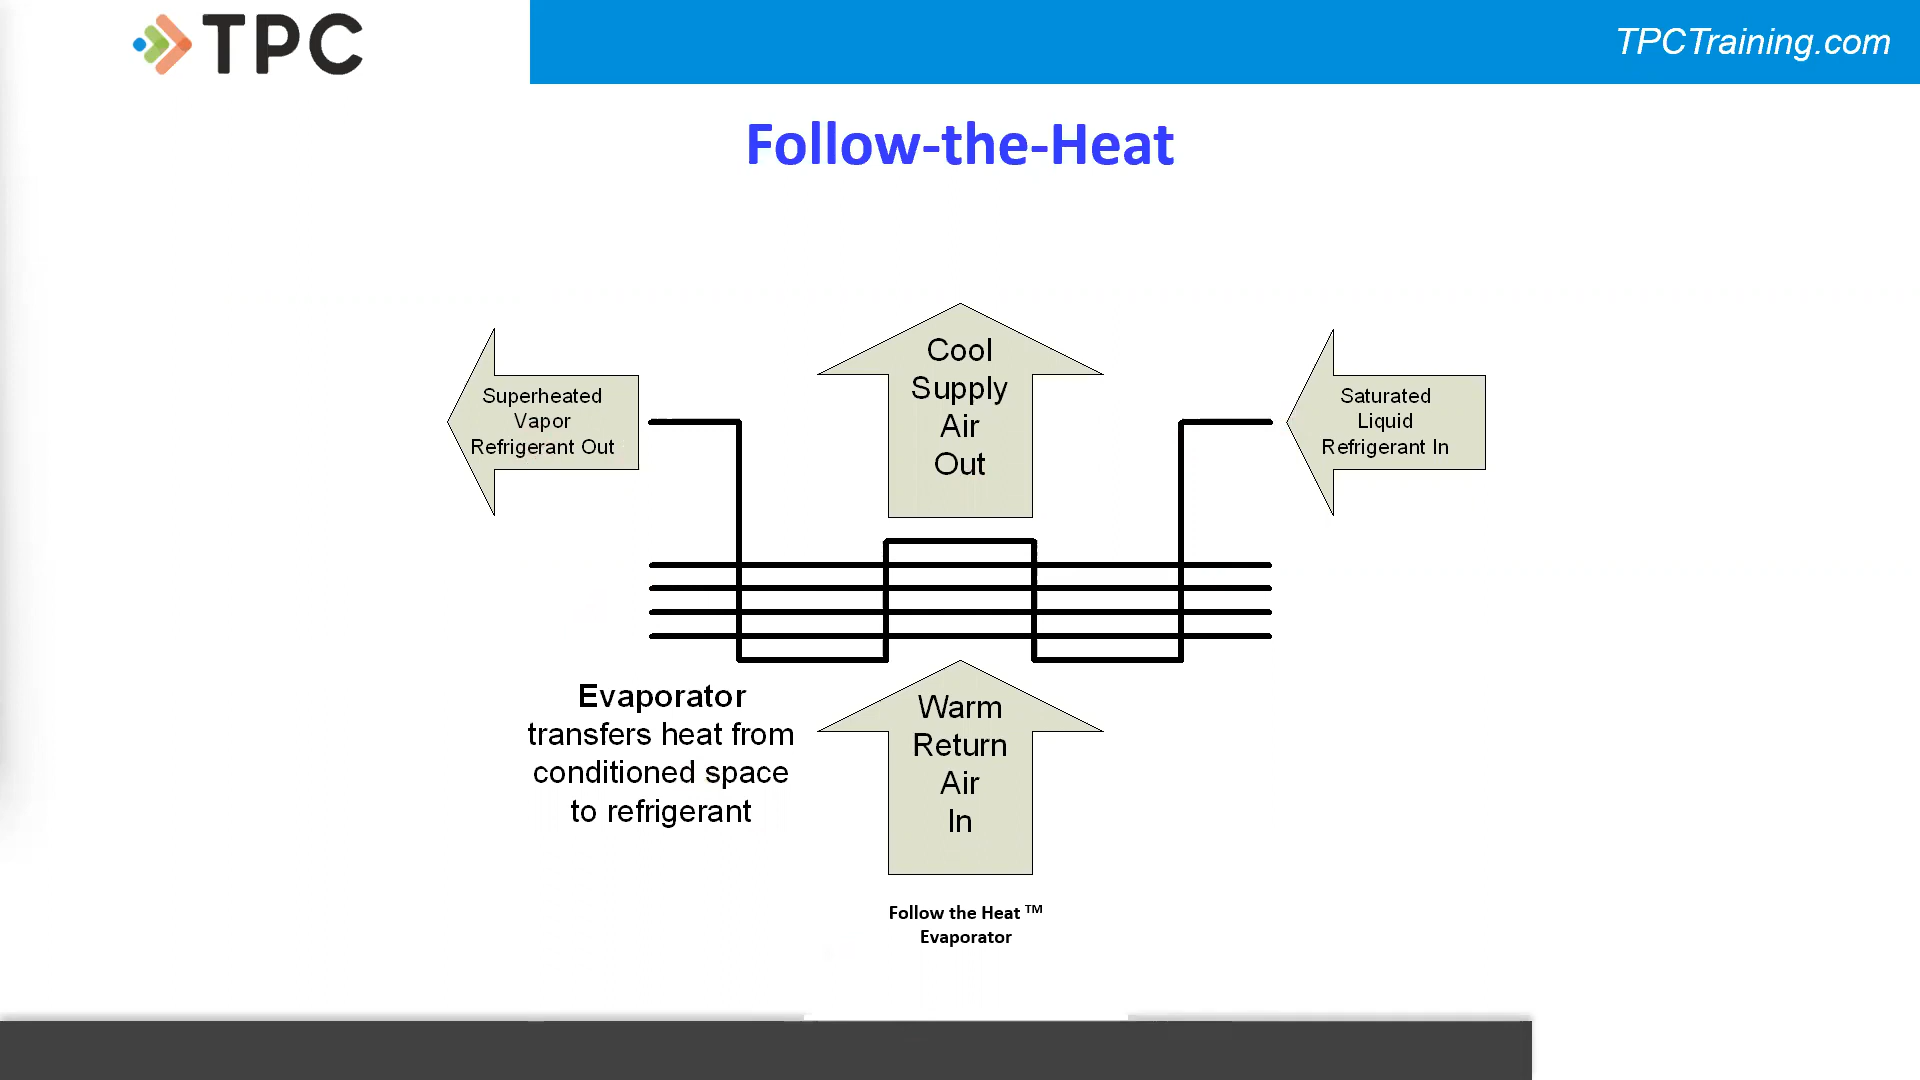 TPC
TPCTraining.com
Follow-the-Heat
Superheated
Vapor
Refrigerant Out
Cool
Supply
Air
Out
Saturated
Liquid
Refrigerant In
Evaporator
transfers heat from
conditioned space
to refrigerant
Warm
Return
Air
In
Follow the Heat ™
Evaporator